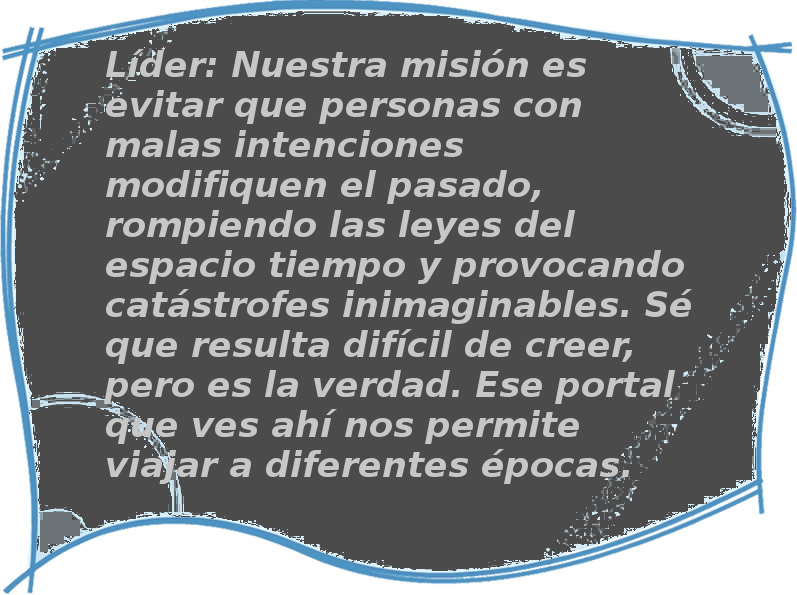 Líder: Nuestra misión es
evitar que personas con
malas intenciones
modifiquen el pasado,
rompiendo las leyes del
espacio tiempo y provocando
catástrofes inimaginables. Sé
que resulta difícil de creer,
pero es la verdad. Ese portal
que ves ahí nos permite
viajar a diferentes épocas.